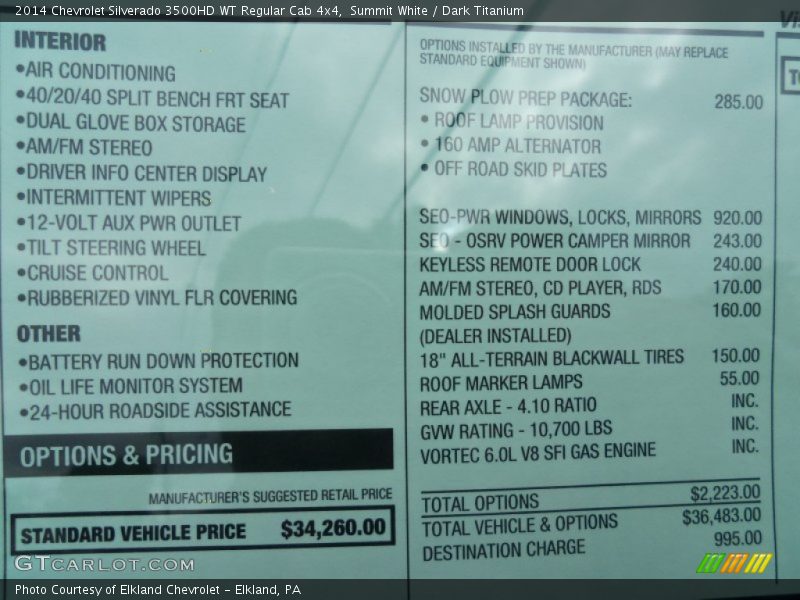 2014 Chevrolet Silverado 3500HD WT Regular Cab 4x4, Summit White / Dark Titanium
INTERIOR
•AIR CONDITIONING
•40/20/40 SPLIT BENCH FRT SEAT
•DUAL GLOVE BOX STORAGE
•AM/FM STEREO
•DRIVER INFO CENTER DISPLAY
•INTERMITTENT WIPERS
•12-VOLT AUX PWR OUTLET
•TILT STEERING WHEEL
•CRUISE CONTROL
•RUBBERIZED VINYL FLR COVERING
OTHER
•BATTERY RUN DOWN PROTECTION
•OIL LIFE MONITOR SYSTEM
•24-HOUR ROADSIDE ASSISTANCE
OPTIONS & PRICING
MANUFACTURER'S SUGGESTED RETAIL PRICE
STANDARD VEHICLE PRICE $34,260.00
OPTIONS INSTALLED BY THE MANUFACTURER (MAY REPLACE
STANDARD EQUIPMENT SHOWN)
SNOW PLOW PREP PACKAGE: 285.00
• ROOF LAMP PROVISION
• 160 AMP ALTERNATOR
• OFF ROAD SKID PLATES
SEO-PWR WINDOWS, LOCKS, MIRRORS 920.00
SEO - OSRV POWER CAMPER MIRROR 243.00
KEYLESS REMOTE DOOR LOCK 240.00
AM/FM STEREO, CD PLAYER, RDS 170.00
MOLDED SPLASH GUARDS 160.00
(DEALER INSTALLED)
18" ALL-TERRAIN BLACKWALL TIRES 150.00
ROOF MARKER LAMPS 55.00
REAR AXLE - 4.10 RATIO INC.
GVW RATING - 10,700 LBS INC.
VORTEC 6.0L V8 SFI GAS ENGINE INC.
TOTAL OPTIONS $2,223.00
TOTAL VEHICLE & OPTIONS $36,483.00
DESTINATION CHARGE 995.00
GTCARLOT.COM
Photo Courtesy of Elkland Chevrolet - Elkland, PA